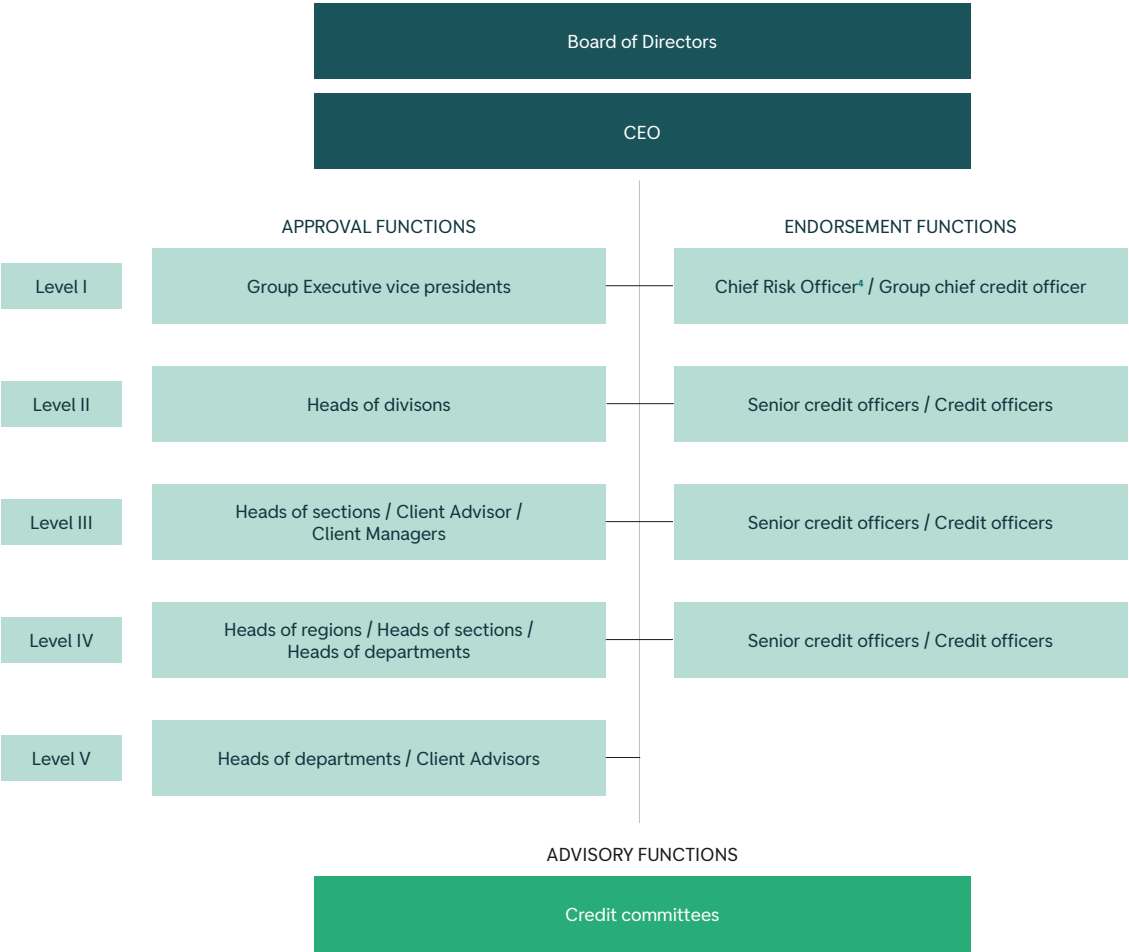 Board of Directors
CEO
APPROVAL FUNCTIONS
ENDORSEMENT FUNCTIONS
Level I
Group Executive vice presidents
Chief Risk Officer⁴ / Group chief credit officer
Level II
Heads of divisons
Senior credit officers / Credit officers
Level III
Heads of sections / Client Advisor /
Client Managers
Senior credit officers / Credit officers
Level IV
Heads of regions / Heads of sections /
Heads of departments
Senior credit officers / Credit officers
Level V
Heads of departments / Client Advisors
ADVISORY FUNCTIONS
Credit committees